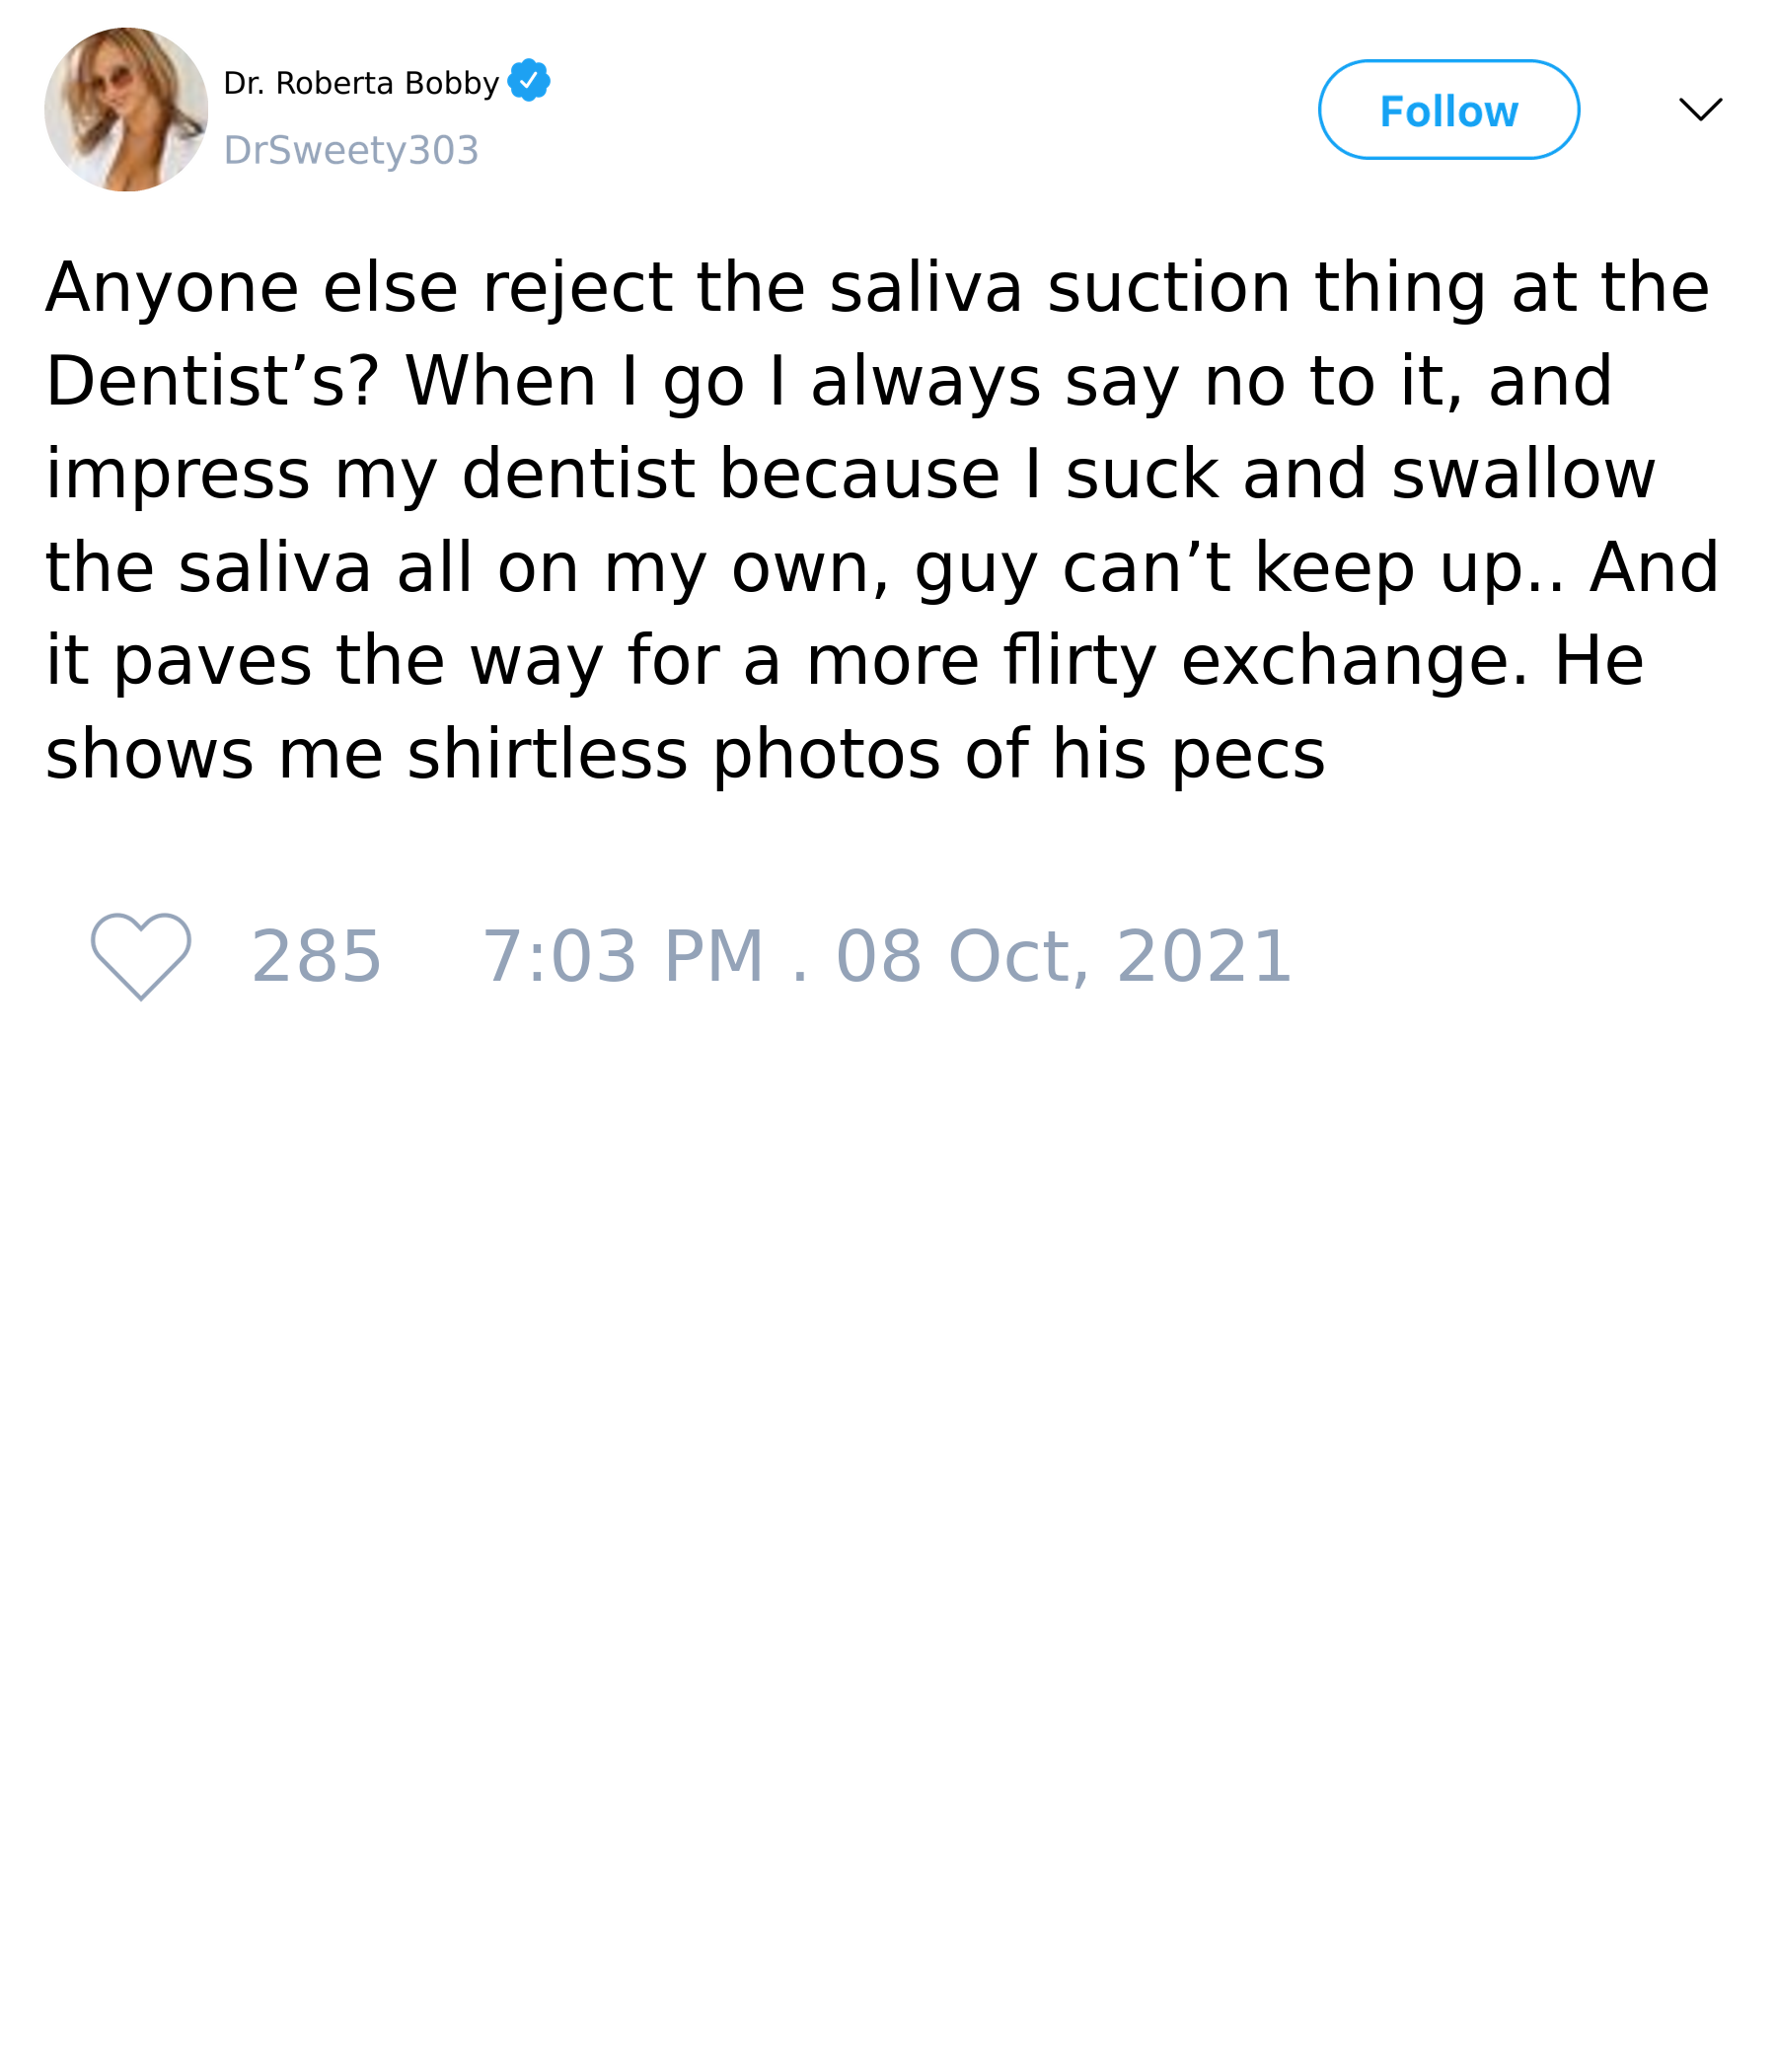 Dr. Roberta Bobby
DrSweety303
Follow
Anyone else reject the saliva suction thing at the
Dentist’s? When I go I always say no to it, and
impress my dentist because I suck and swallow
the saliva all on my own, guy can’t keep up.. And
it paves the way for a more flirty exchange. He
shows me shirtless photos of his pecs
285 7:03 PM . 08 Oct, 2021